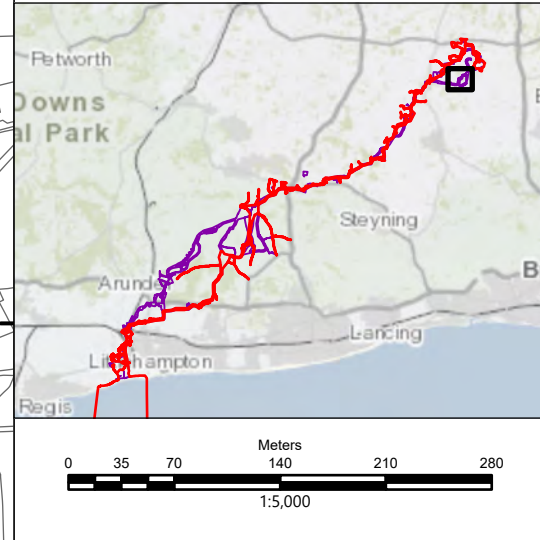 Petworth
Downs
al Park
Steyning
Arundel
B
Lancing
Littlehampton
Regis
Meters
0 35 70 140 210 280
1:5,000